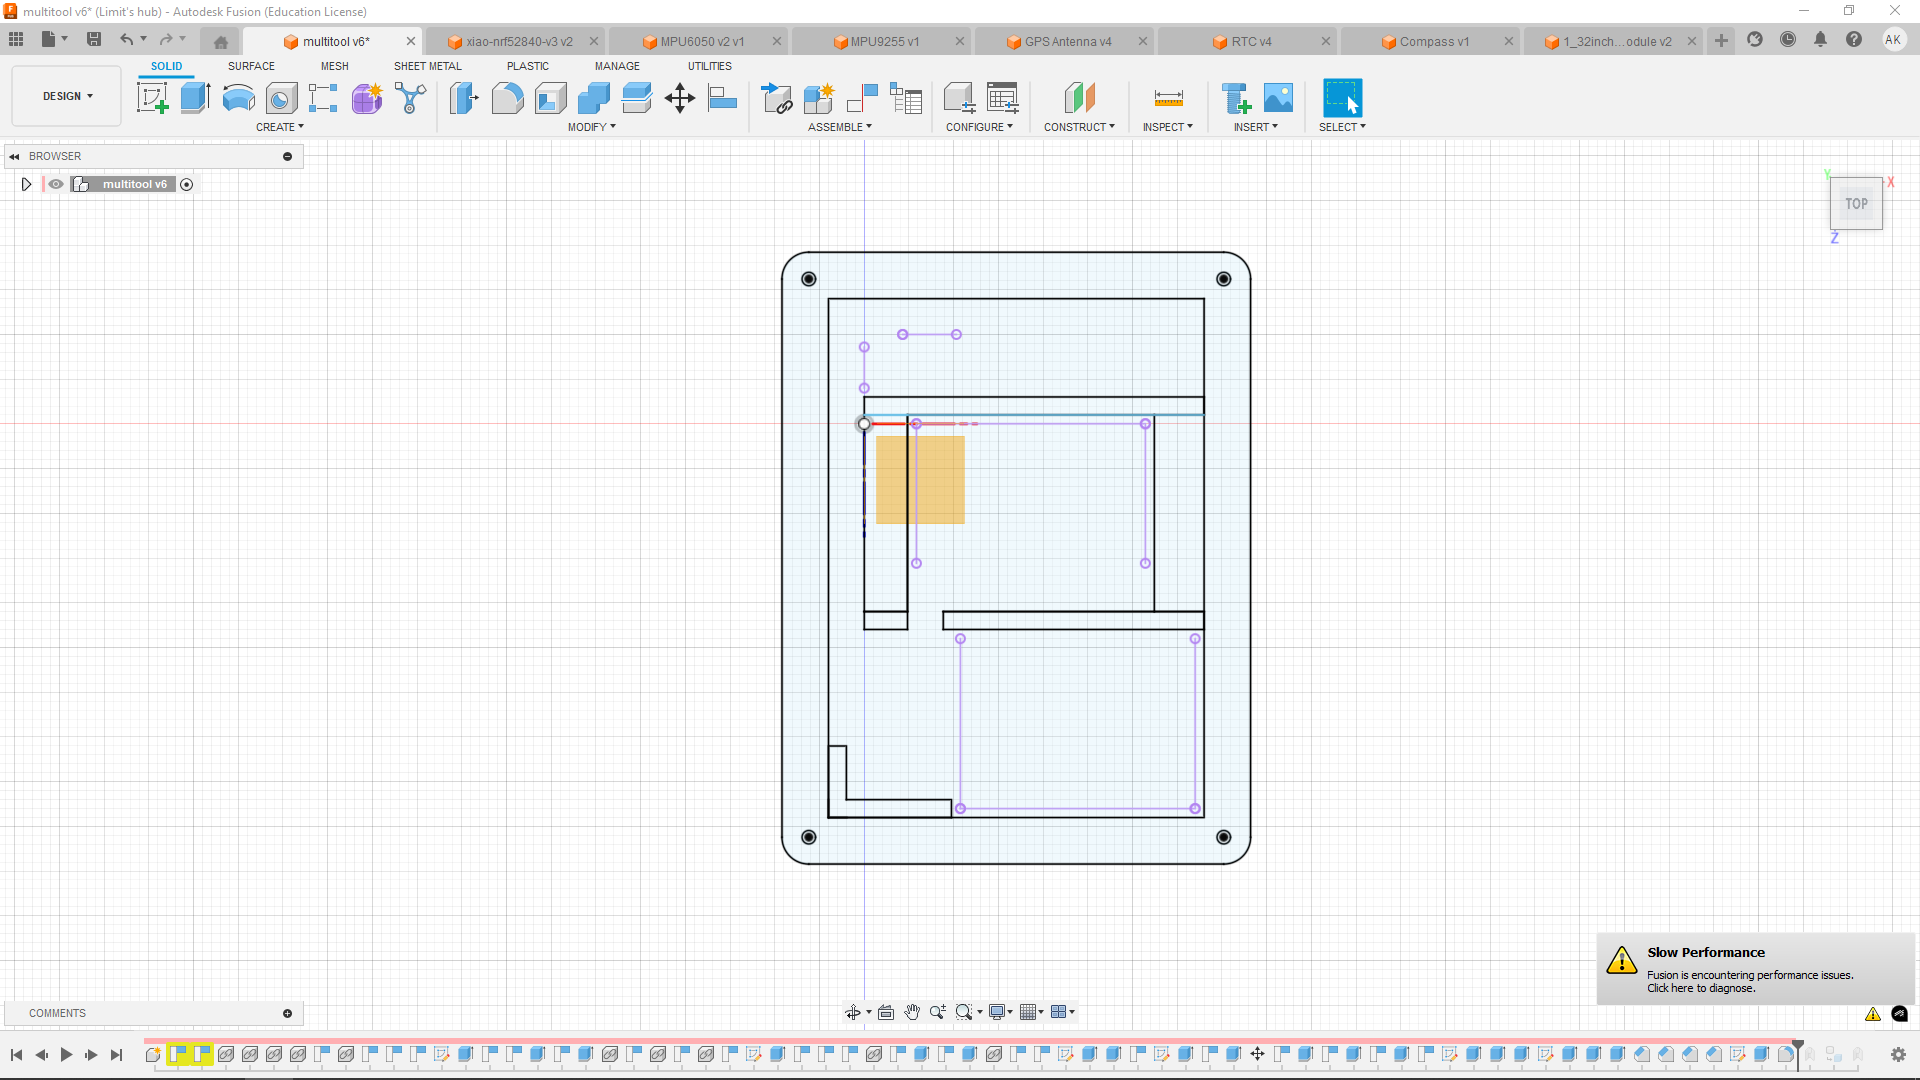 multitool v6* (Limit's hub) - Autodesk Fusion (Education License)
multitool v6*
xiao-nrf52840-v3 v2
MPU6050 v2 v1
MPU9255 v1
GPS Antenna v4
RTC v4
Compass v1
1_32inch...odule v2
AK
SOLID
SURFACE
MESH
SHEET METAL
PLASTIC
MANAGE
UTILITIES
DESIGN
CREATE
MODIFY
ASSEMBLE
CONFIGURE
CONSTRUCT
INSPECT
INSERT
SELECT
BROWSER
multitool v6
Y
X
TOP
Z
Slow Performance
Fusion is encountering performance issues.
Click here to diagnose.
COMMENTS